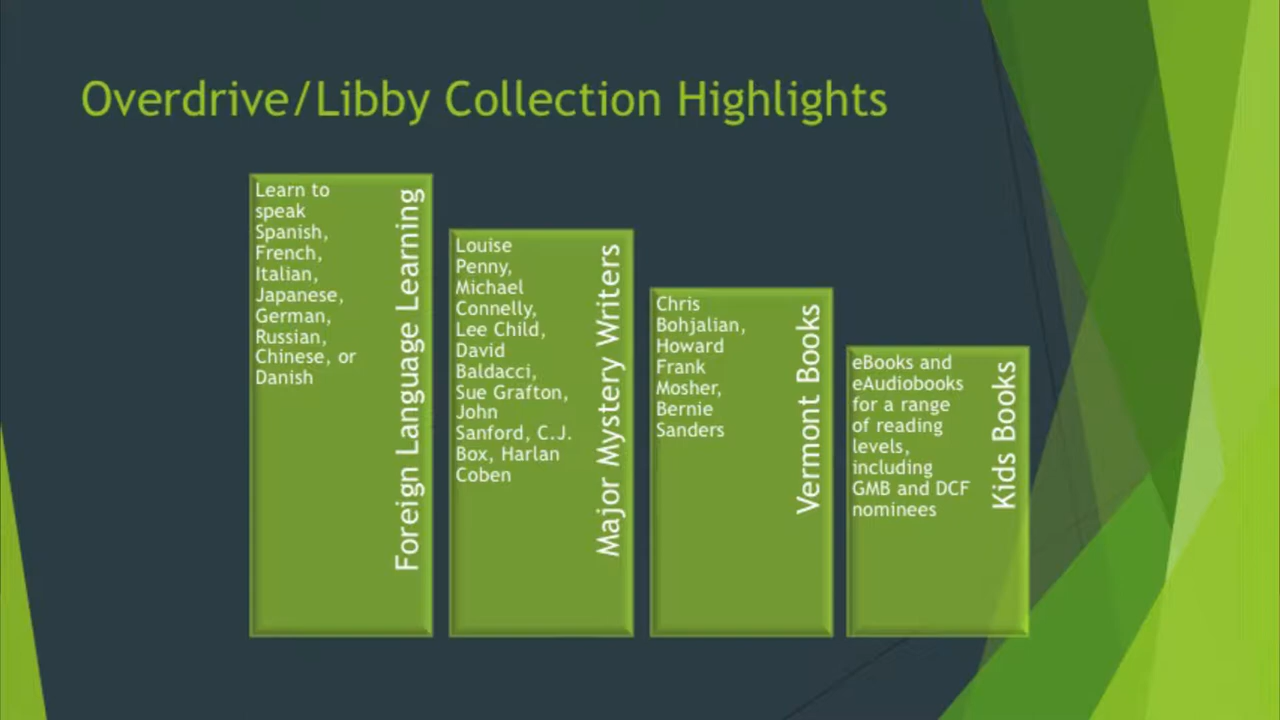 Overdrive/Libby Collection Highlights
Learn to
speak
Spanish,
French,
Italian,
Japanese,
German,
Russian,
Chinese, or
Danish
Foreign Language Learning
Louise
Penny,
Michael
Connelly,
Lee Child,
David
Baldacci,
Sue Grafton,
John
Sanford, C.J.
Box, Harlan
Coben
Major Mystery Writers
Chris
Bohjalian,
Howard
Frank
Mosher,
Bernie
Sanders
Vermont Books
eBooks and
eAudiobooks
for a range
of reading
levels,
including
GMB and DCF
nominees
Kids Books